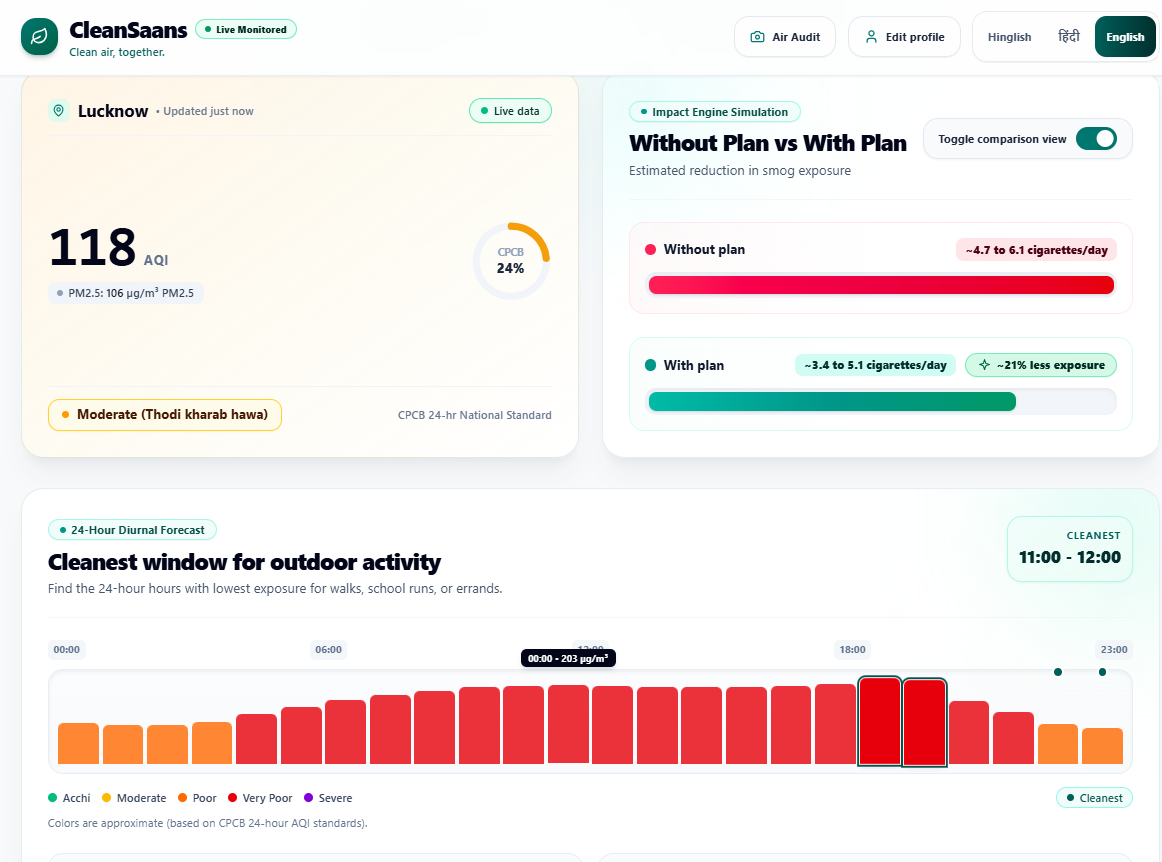 CleanSaans
Live Monitored
Clean air, together.
Air Audit
Edit profile
Hinglish
हिंदी
English
Lucknow
• Updated just now
Live data
118 AQI
PM2.5: 106 µg/m³ PM2.5
CPCB
24%
Moderate (Thodi kharab hawa)
CPCB 24-hr National Standard
Impact Engine Simulation
Without Plan vs With Plan
Estimated reduction in smog exposure
Toggle comparison view
Without plan
~4.7 to 6.1 cigarettes/day
With plan
~3.4 to 5.1 cigarettes/day
~21% less exposure
24-Hour Diurnal Forecast
Cleanest window for outdoor activity
Find the 24-hour hours with lowest exposure for walks, school runs, or errands.
CLEANEST
11:00 - 12:00
00:00
06:00
18:00
23:00
00:00 - 203 µg/m³
Acchi
Moderate
Poor
Very Poor
Severe
Cleanest
Colors are approximate (based on CPCB 24-hour AQI standards).